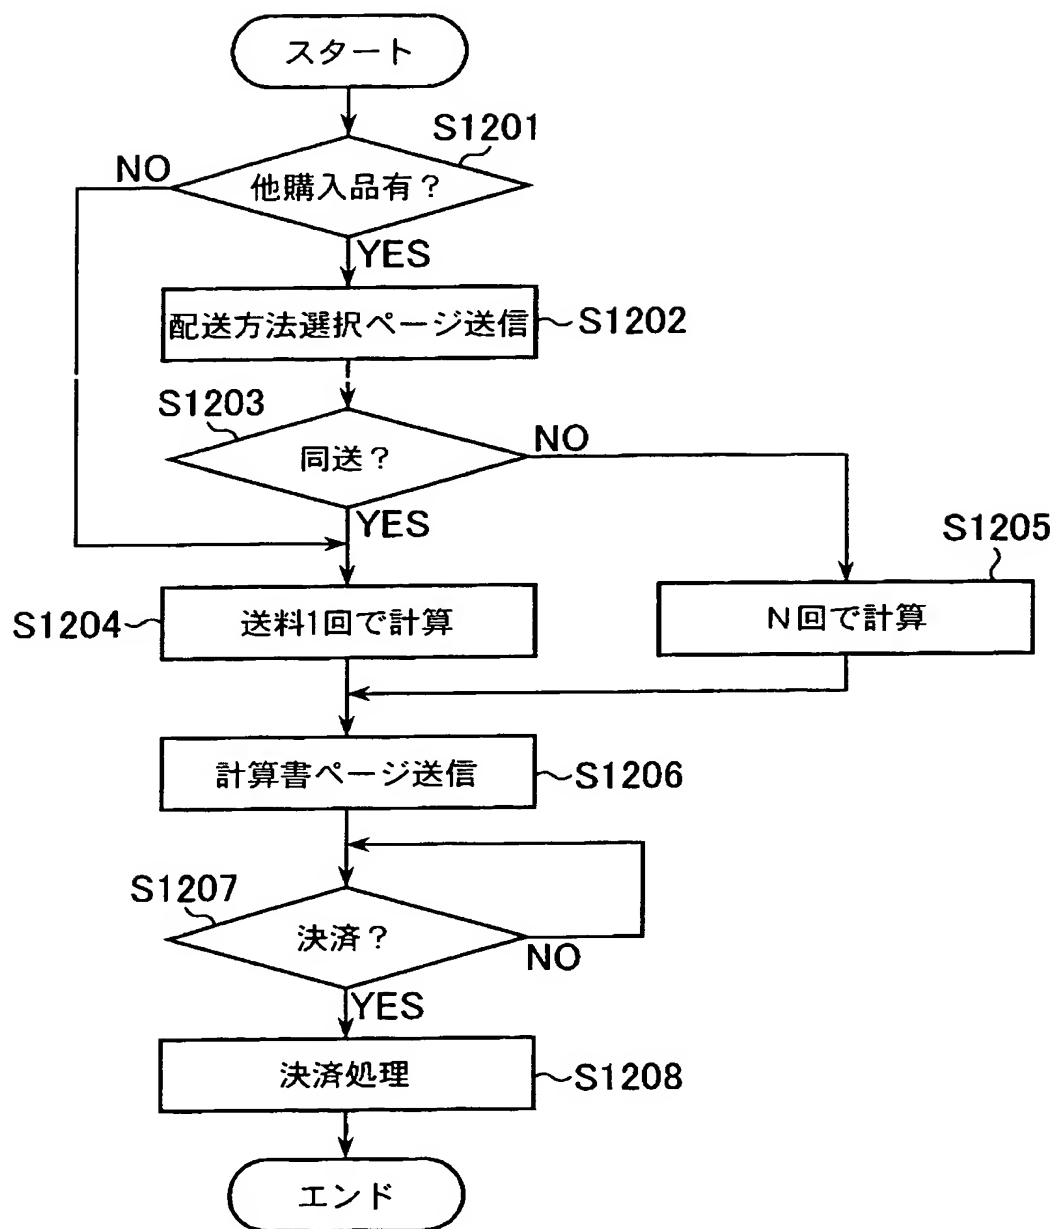 スタート
S1201
NO
他購入品有？
YES
配送方法選択ページ送信
S1202
S1203
同送？
NO
YES
S1205
S1204
送料1回で計算
N回で計算
計算書ページ送信
S1206
S1207
決済？
NO
YES
決済処理
S1208
エンド